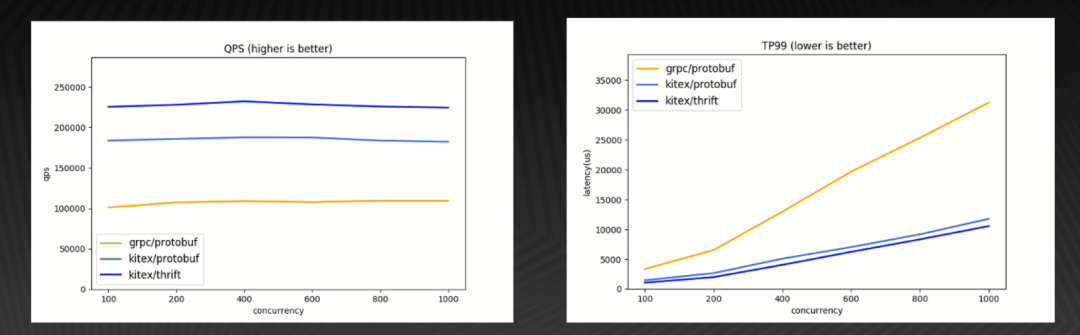 QPS (higher is better)
250000
200000
150000
100000
50000
0
qps
grpc/protobuf
kitex/protobuf
kitex/thrift
100 200 400 600 800 1000
concurrency
TP99 (lower is better)
35000
30000
25000
20000
15000
10000
5000
0
latency(us)
grpc/protobuf
kitex/protobuf
kitex/thrift
100 200 400 600 800 1000
concurrency